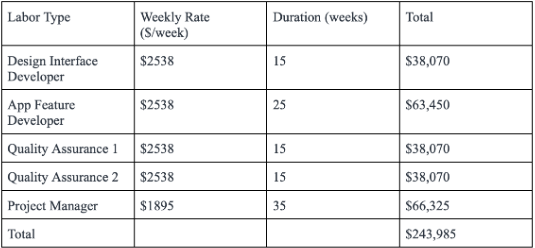 Labor Type Weekly Rate Duration (weeks) Total
($/week)
Design Interface $2538 15 $38,070
Developer
App Feature $2538 25 $63,450
Developer
Quality Assurance 1 $2538 15 $38,070
Quality Assurance 2 $2538 15 $38,070
Project Manager $1895 35 $66,325
Total $243,985